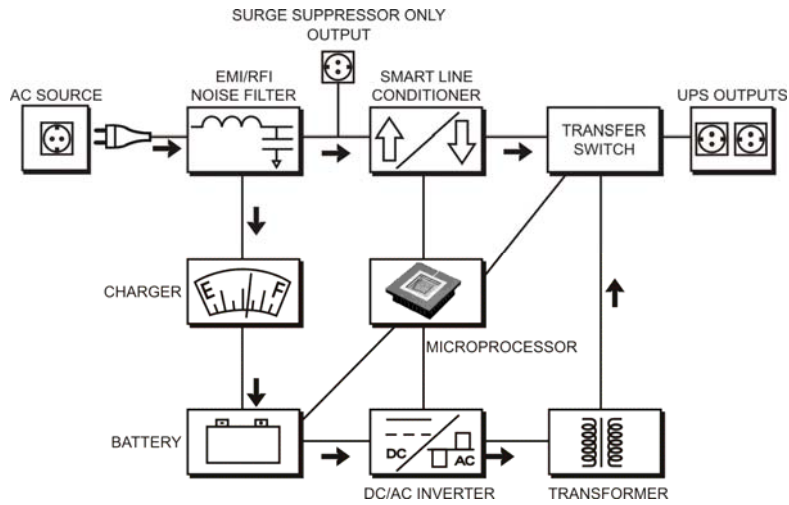 SURGE SUPPRESSOR ONLY
OUTPUT
AC SOURCE
EMI/RFI
NOISE FILTER
SMART LINE
CONDITIONER
TRANSFER
SWITCH
UPS OUTPUTS
CHARGER
E F
MICROPROCESSOR
BATTERY
DC
AC
DC/AC INVERTER
TRANSFORMER